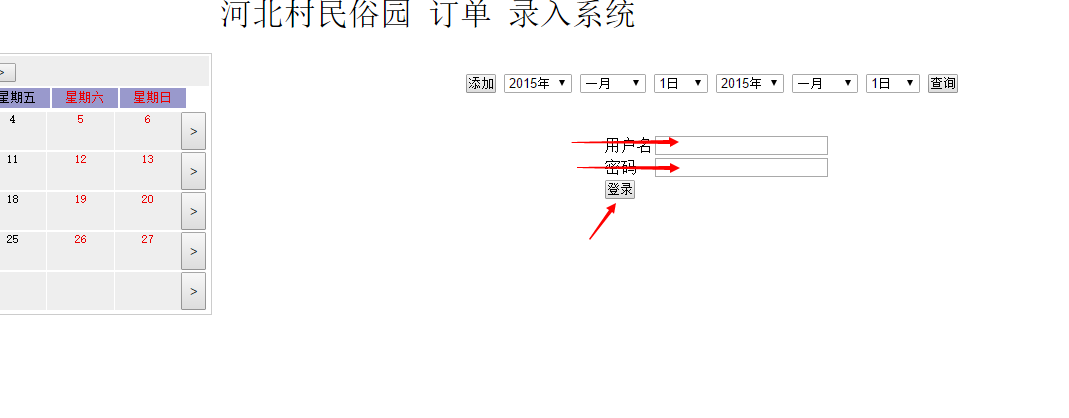 河北村民俗园 订单 录入系统
>
星期五 星期六 星期日
4 5 6 >
11 12 13 >
18 19 20 >
25 26 27 >
>
添加 2015年 一月 1日 2015年 一月 1日 查询
用户名
密码
登录